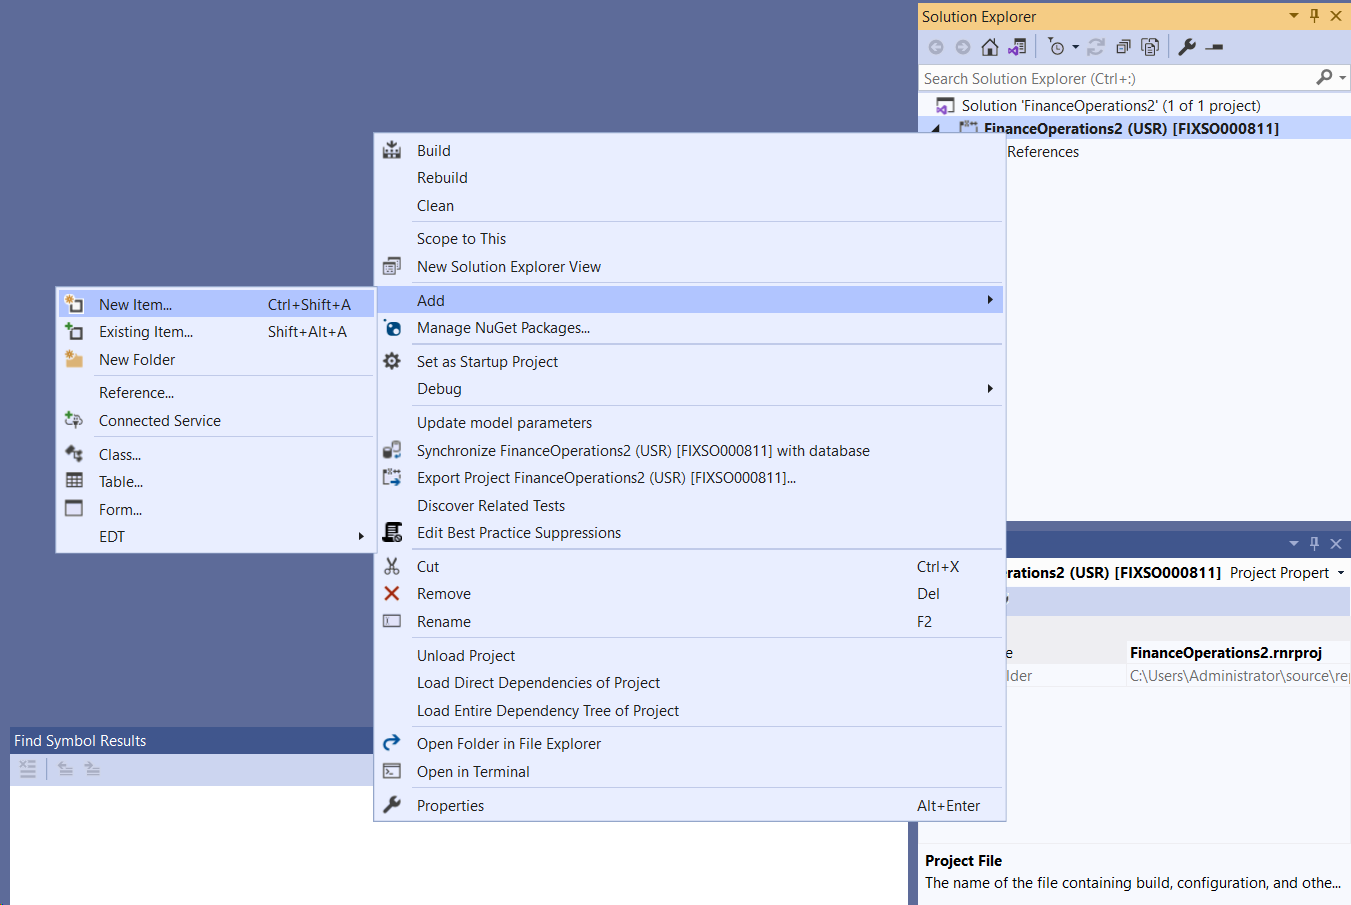 Solution Explorer
Search Solution Explorer (Ctrl+:)
Solution 'FinanceOperations2' (1 of 1 project)
FinanceOperations2 (USR) [FIXSO000811]
References
Build
Rebuild
Clean
Scope to This
New Solution Explorer View
Add
Manage NuGet Packages...
Set as Startup Project
Debug
Update model parameters
Synchronize FinanceOperations2 (USR) [FIXSO000811] with database
Export Project FinanceOperations2 (USR) [FIXSO000811]...
Discover Related Tests
Edit Best Practice Suppressions
Cut Ctrl+X
Remove Del
Rename F2
Unload Project
Load Direct Dependencies of Project
Load Entire Dependency Tree of Project
Open Folder in File Explorer
Open in Terminal
Properties Alt+Enter
New Item... Ctrl+Shift+A
Existing Item... Shift+Alt+A
New Folder
Reference...
Connected Service
Class...
Table...
Form...
EDT
Find Symbol Results
rations2 (USR) [FIXSO000811] Project Propert
e FinanceOperations2.rnrproj
lder C:\Users\Administrator\source\rep
Project File
The name of the file containing build, configuration, and othe...